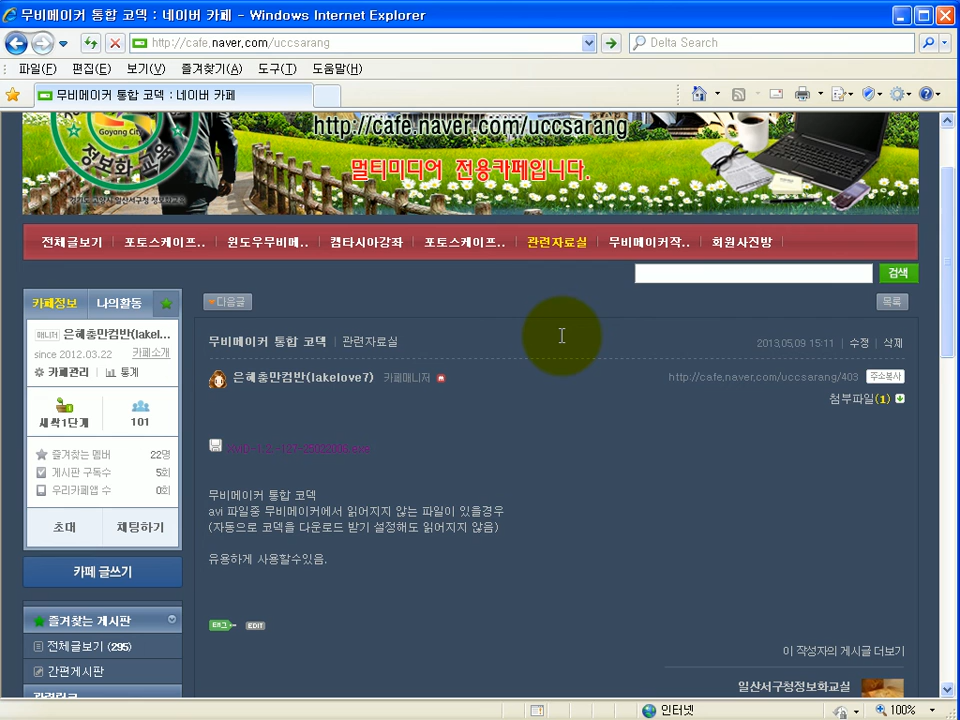 무비메이커 통합 코덱 : 네이버 카페 - Windows Internet Explorer
http://cafe.naver.com/uccsarang
Delta Search
파일(F) 편집(E) 보기(V) 즐겨찾기(A) 도구(T) 도움말(H)
무비메이커 통합 코덱 : 네이버 카페
Goyang City
정보화교육
http://cafe.naver.com/uccsarang
멀티미디어 전용카페입니다.
전체글보기 포토스케이프.. 윈도우무비메.. 캠타시아강좌 포토스케이프.. 관련자료실 무비메이커작.. 회원사진방
검색
카페정보 나의활동
매니저 은혜충만컴반(lakel...
since 2012.03.22 카페소개
카페관리 통계
새싹1단계 101
즐겨찾는 멤버 22명
게시판 구독수 5회
우리카페앱 수 0회
초대 채팅하기
카페 글쓰기
즐겨찾는 게시판
전체글보기 (295)
간편게시판
관련링크
다음글 목록
무비메이커 통합 코덱 관련자료실 2013.05.09 15:11 수정 삭제
은혜충만컴반(lakelove7) 카페매니저 http://cafe.naver.com/uccsarang/403 주소복사
첨부파일(1)
무비메이커 통합 코덱
avi 파일중 무비메이커에서 읽어지지 않는 파일이 있을경우
(자동으로 코덱을 다운로드 받기 설정해도 읽어지지 않음)
유용하게 사용할수있음.
태그 EDIT
이 작성자의 게시글 더보기
일산서구청정보화교실
인터넷 100%